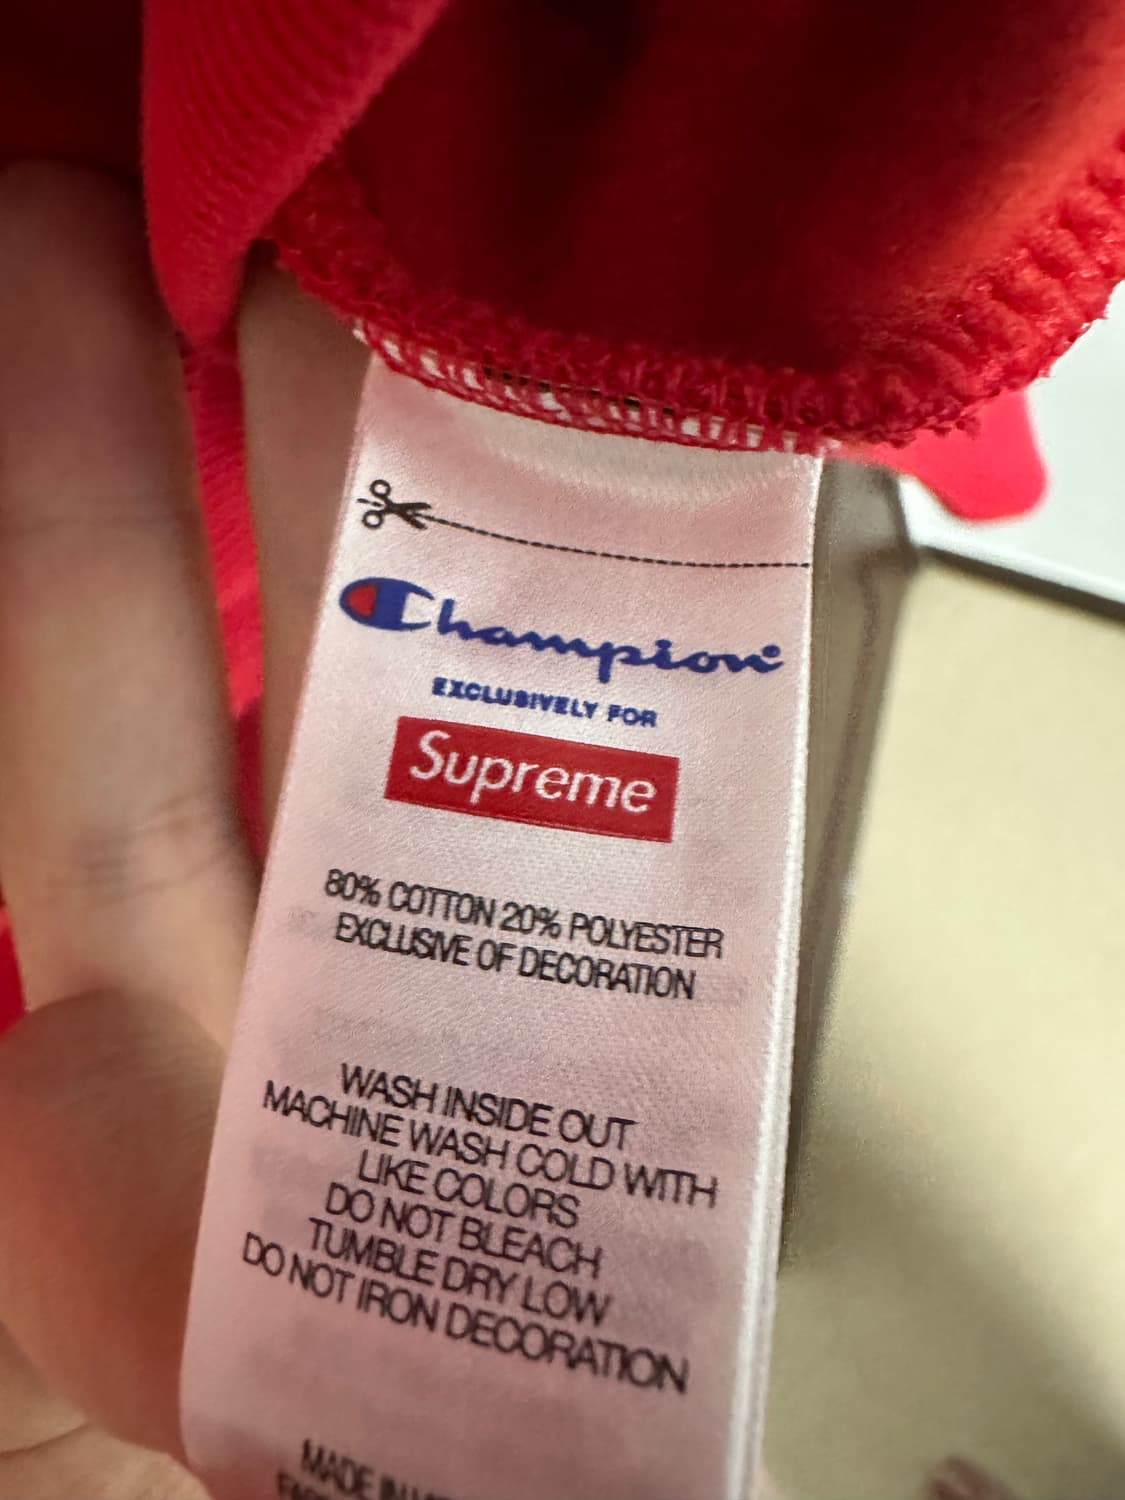 Champion
EXCLUSIVELY FOR
Supreme
80% COTTON 20% POLYESTER
EXCLUSIVE OF DECORATION
WASH INSIDE OUT
MACHINE WASH COLD WITH
LIKE COLORS
DO NOT BLEACH
TUMBLE DRY LOW
DO NOT IRON DECORATION
MADE IN